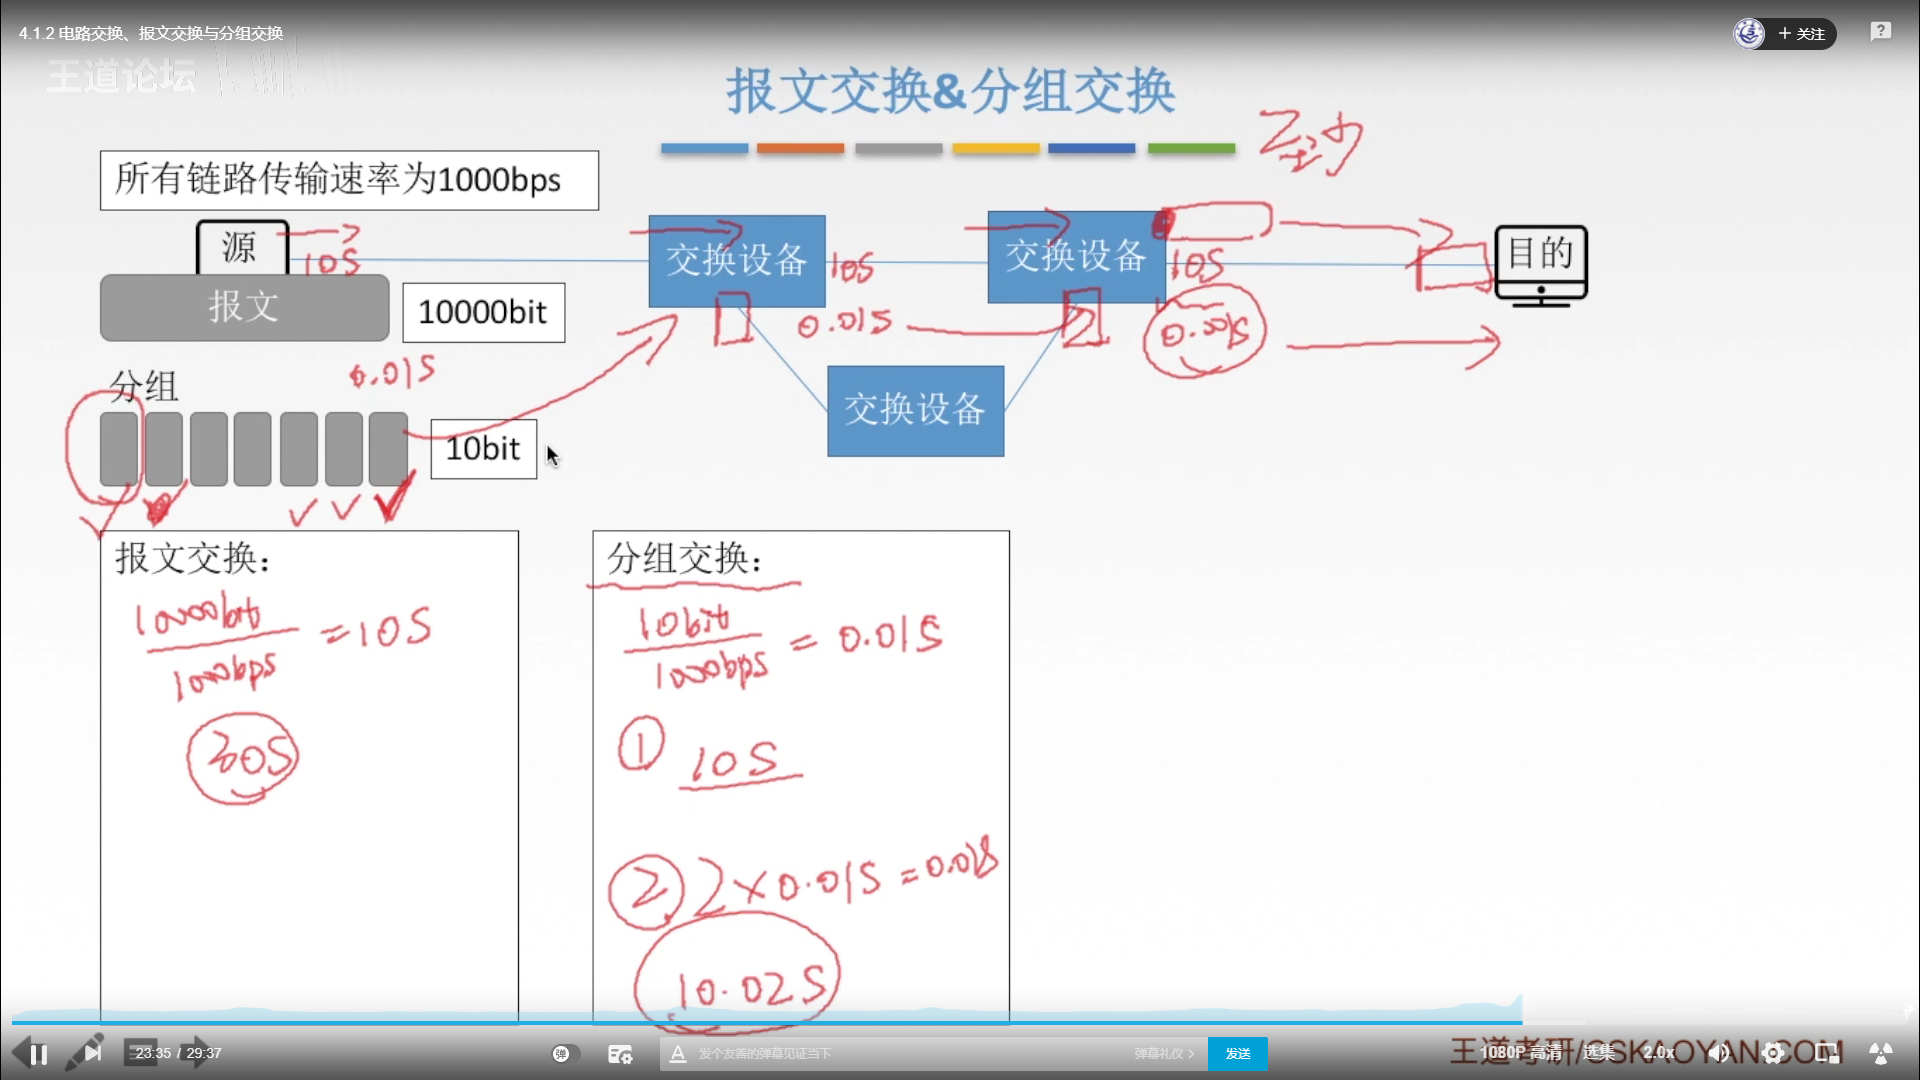 4.1.2 电路交换、报文交换与分组交换
关注
王道论坛
报文交换&分组交换
至少
所有链路传输速率为1000bps
源
10S
交换设备
10S
交换设备
10S
目的
报文
10000bit
0.01S
0.01S
0.01S
分组
10bit
交换设备
报文交换：
10000bit
1000bps
=10S
30S
分组交换：
10bit
1000bps
= 0.01S
① 10S
② 2×0.01S=0.02S
10.02S
23:35 / 29:37
弹
发个友善的弹幕见证当下
弹幕礼仪 >
发送
王道考研/CSKAOYAN.COM
1080P 高清
选集
2.0x